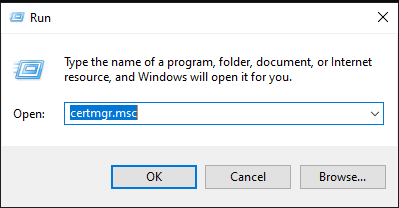 Run
Type the name of a program, folder, document, or Internet
resource, and Windows will open it for you.
Open: certmgr.msc
OK Cancel Browse...